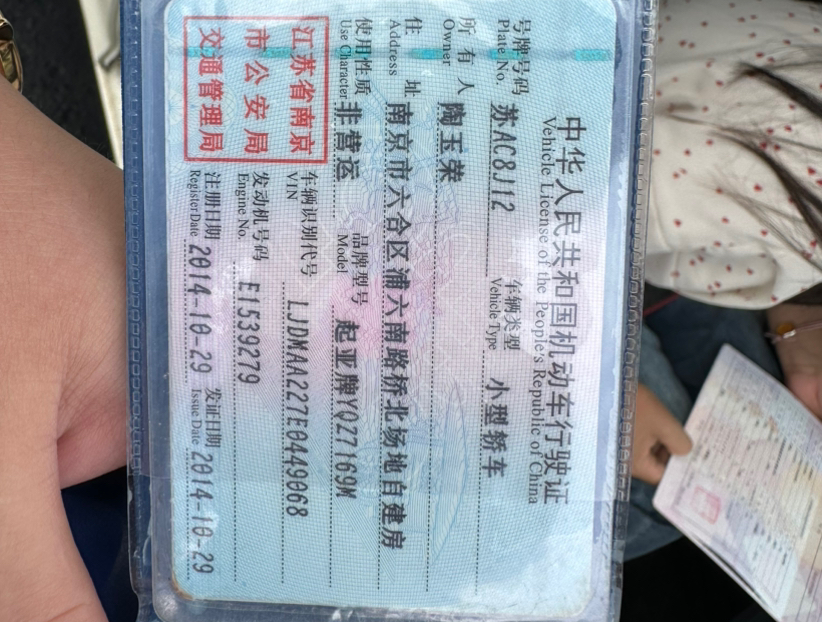 中华人民共和国机动车行驶证
Vehicle License of the People's Republic of China
号牌号码 苏AC8J12 车辆类型 小型轿车
Plate No. Vehicle Type
所有人 陶玉荣
Owner
住址 南京市六合区浦六南路桥北场地自建房
Address
使用性质 非营运 品牌型号 起亚牌YQZ7169M
Use Character Model
江苏省南京
市公安局
交通管理局
车辆识别代号 LJDMAA227E0449068
VIN
发动机号码 E1539279
Engine No.
注册日期 2014-10-29 发证日期 2014-10-29
Register Date Issue Date